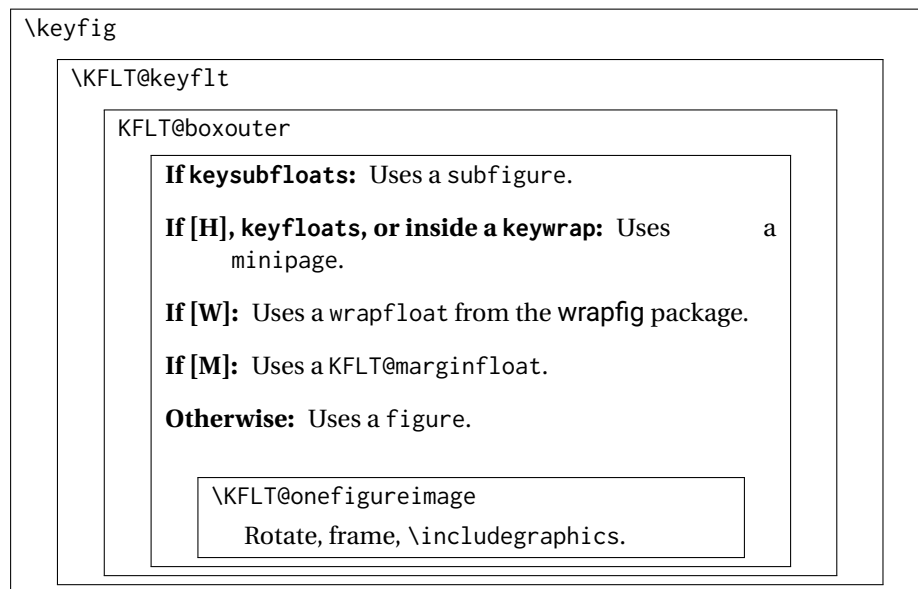 \keyfig
\KFLT@keyflt
KFLT@boxouter
If keysubfloats: Uses a subfigure.
If [H], keyfloats, or inside a keywrap: Uses a
minipage.
If [W]: Uses a wrapfloat from the wrapfig package.
If [M]: Uses a KFLT@marginfloat.
Otherwise: Uses a figure.
\KFLT@onefigureimage
Rotate, frame, \includegraphics.